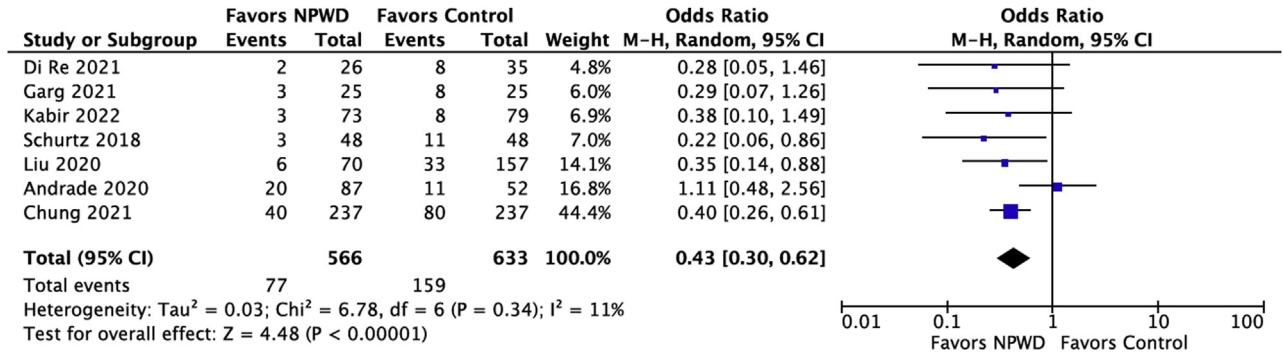 Favors NPWD Favors Control Odds Ratio Odds Ratio
Study or Subgroup Events Total Events Total Weight M-H, Random, 95% CI M-H, Random, 95% CI
Di Re 2021 2 26 8 35 4.8% 0.28 [0.05, 1.46]
Garg 2021 3 25 8 25 6.0% 0.29 [0.07, 1.26]
Kabir 2022 3 73 8 79 6.9% 0.38 [0.10, 1.49]
Schurtz 2018 3 48 11 48 7.0% 0.22 [0.06, 0.86]
Liu 2020 6 70 33 157 14.1% 0.35 [0.14, 0.88]
Andrade 2020 20 87 11 52 16.8% 1.11 [0.48, 2.56]
Chung 2021 40 237 80 237 44.4% 0.40 [0.26, 0.61]
Total (95% CI) 566 633 100.0% 0.43 [0.30, 0.62]
Total events 77 159
Heterogeneity: Tau² = 0.03; Chi² = 6.78, df = 6 (P = 0.34); I² = 11%
Test for overall effect: Z = 4.48 (P < 0.00001)
0.01 0.1 1 10 100
Favors NPWD Favors Control